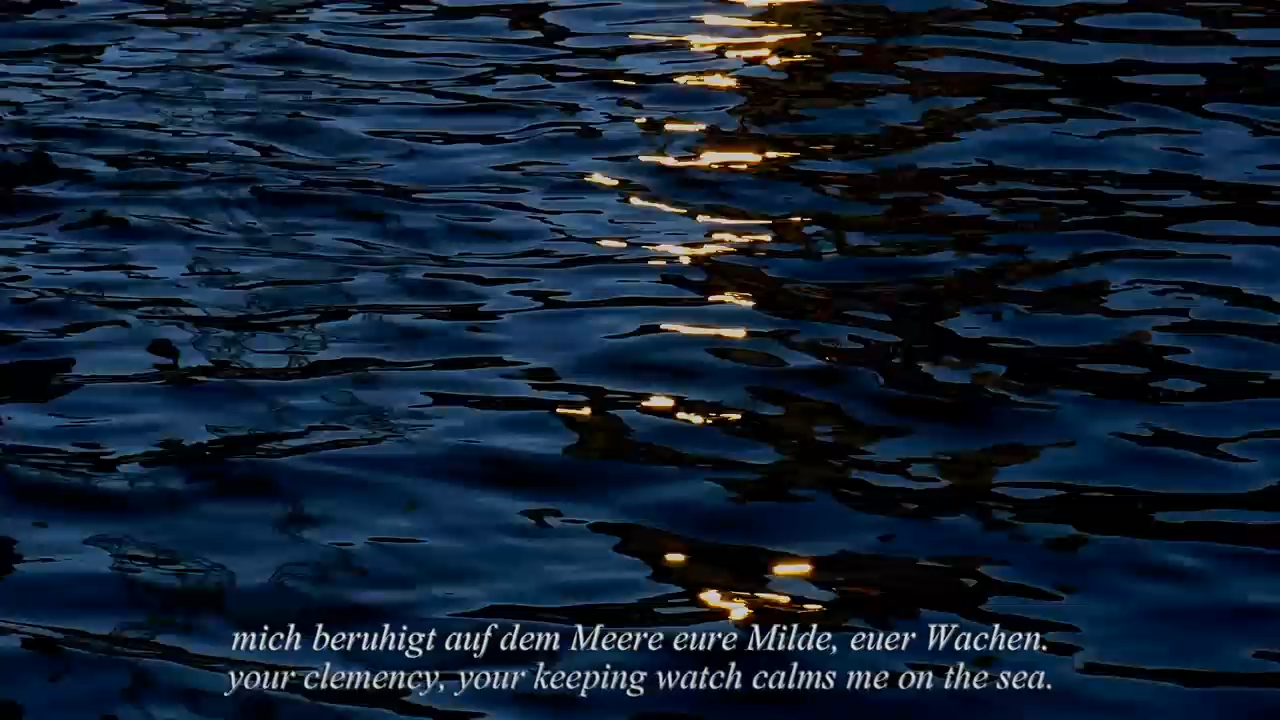 mich beruhigt auf dem Meere eure Milde, euer Wachen.
your clemency, your keeping watch calms me on the sea.